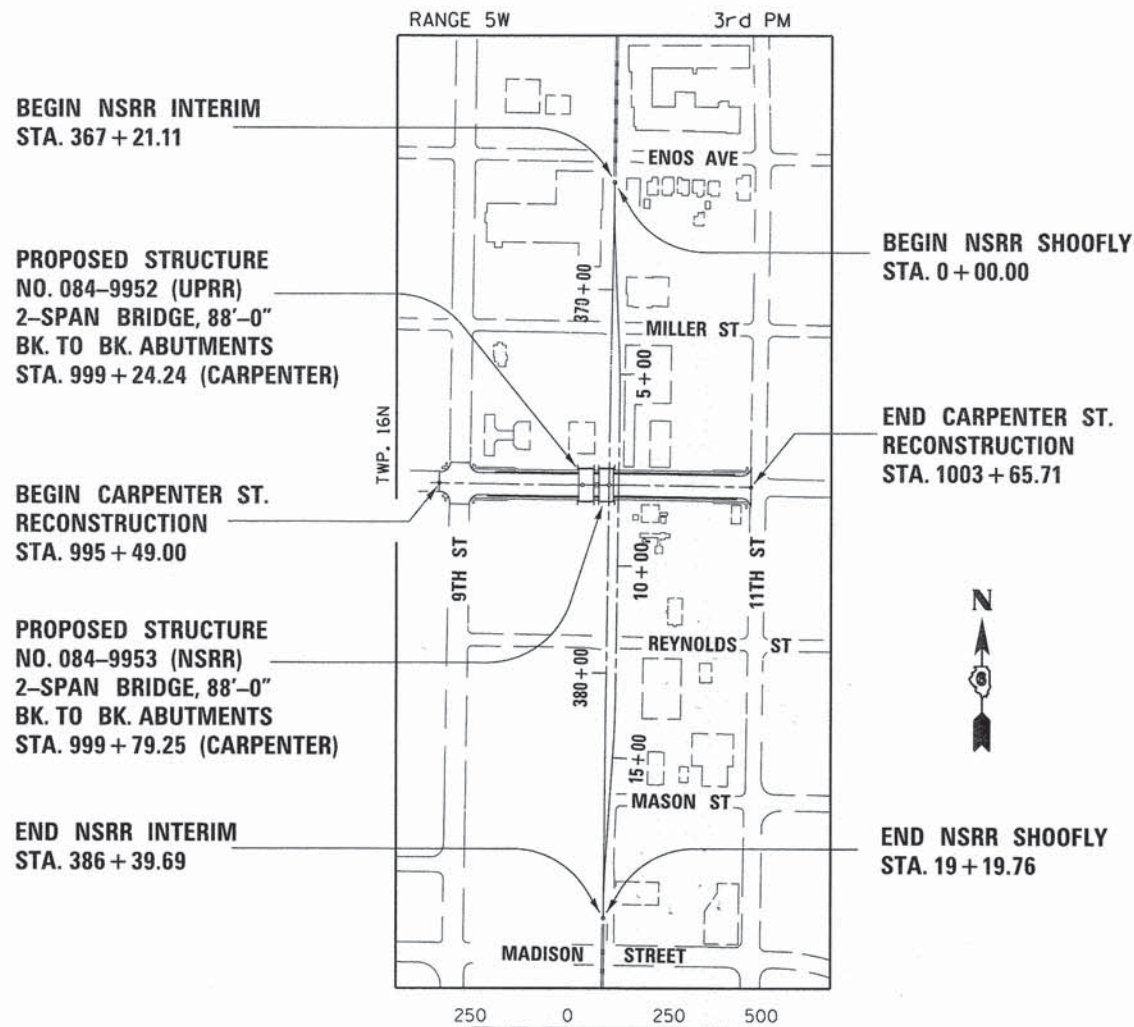 RANGE 5W
3rd PM
BEGIN NSRR INTERIM
STA. 367+21.11
ENOS AVE
BEGIN NSRR SHOOFLY
STA. 0+00.00
PROPOSED STRUCTURE
NO. 084-9952 (UPRR)
2-SPAN BRIDGE, 88'-0"
BK. TO BK. ABUTMENTS
STA. 999+24.24 (CARPENTER)
370+00
MILLER ST
5+00
TWP. 16N
END CARPENTER ST.
RECONSTRUCTION
STA. 1003+65.71
BEGIN CARPENTER ST.
RECONSTRUCTION
STA. 995+49.00
9TH ST
10+00
11TH ST
N
PROPOSED STRUCTURE
NO. 084-9953 (NSRR)
2-SPAN BRIDGE, 88'-0"
BK. TO BK. ABUTMENTS
STA. 999+79.25 (CARPENTER)
REYNOLDS ST
380+00
15+00
MASON ST
END NSRR INTERIM
STA. 386+39.69
END NSRR SHOOFLY
STA. 19+19.76
MADISON STREET
250 0 250 500